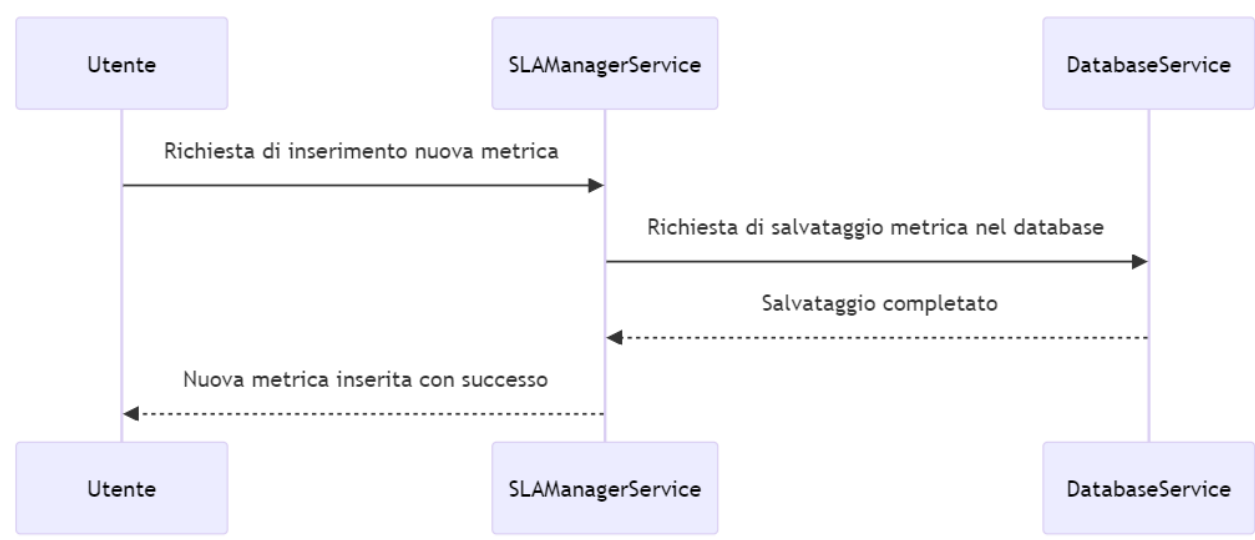 Utente
SLAManagerService
DatabaseService
Richiesta di inserimento nuova metrica
Richiesta di salvataggio metrica nel database
Salvataggio completato
Nuova metrica inserita con successo
Utente
SLAManagerService
DatabaseService